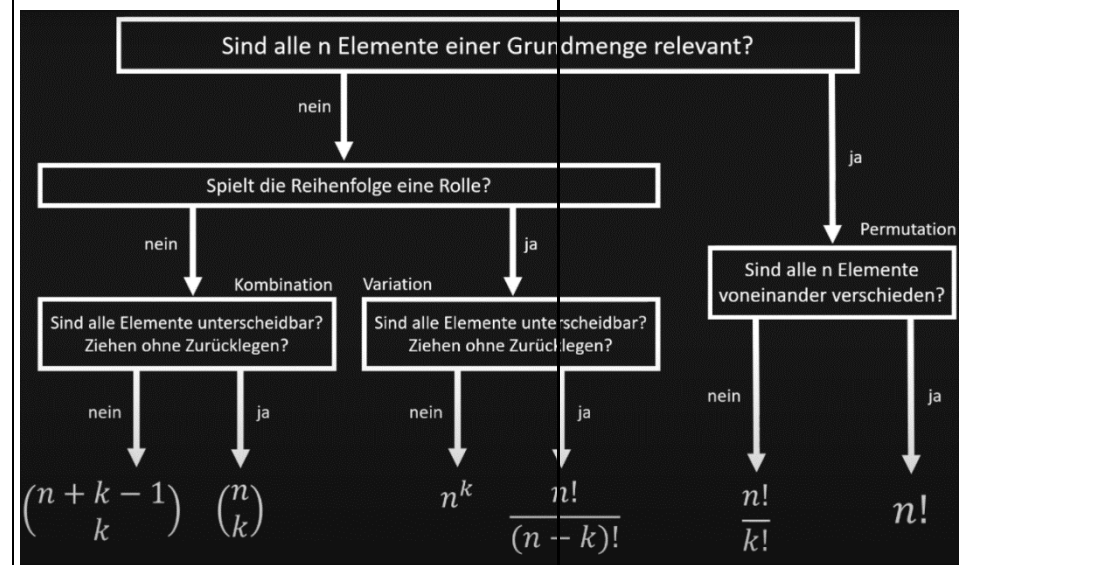 Sind alle n Elemente einer Grundmenge relevant?
nein
ja
Spielt die Reihenfolge eine Rolle?
nein
ja
Permutation
Kombination
Variation
Sind alle n Elemente
voneinander verschieden?
Sind alle Elemente unterscheidbar?
Ziehen ohne Zurücklegen?
Sind alle Elemente unterscheidbar?
Ziehen ohne Zurücklegen?
nein
ja
nein
ja
nein
ja
(n + k − 1)
k
(n)
k
n^k
n!
(n − k)!
n!
k!
n!